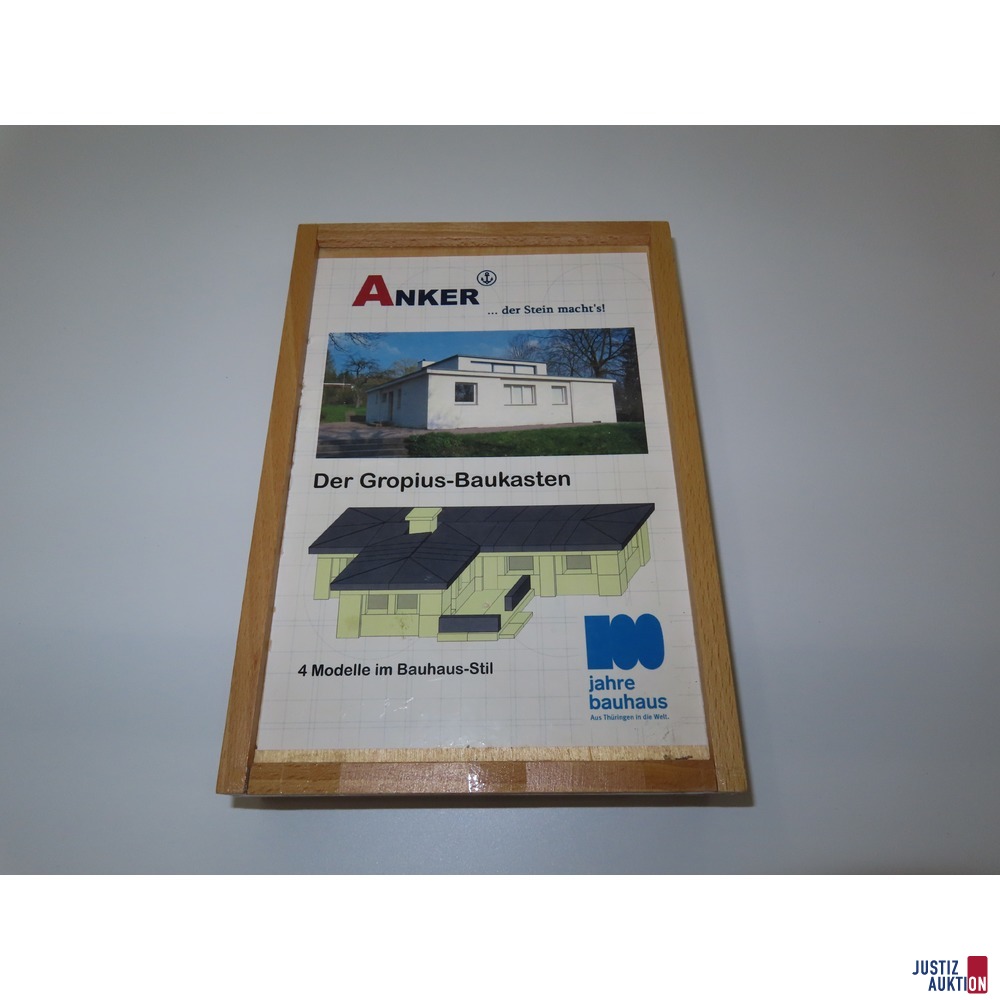 ANKER
... der Stein macht's!
Der Gropius-Baukasten
4 Modelle im Bauhaus-Stil
100
jahre
bauhaus
Aus Thüringen in die Welt.
JUSTIZ
AUKTION